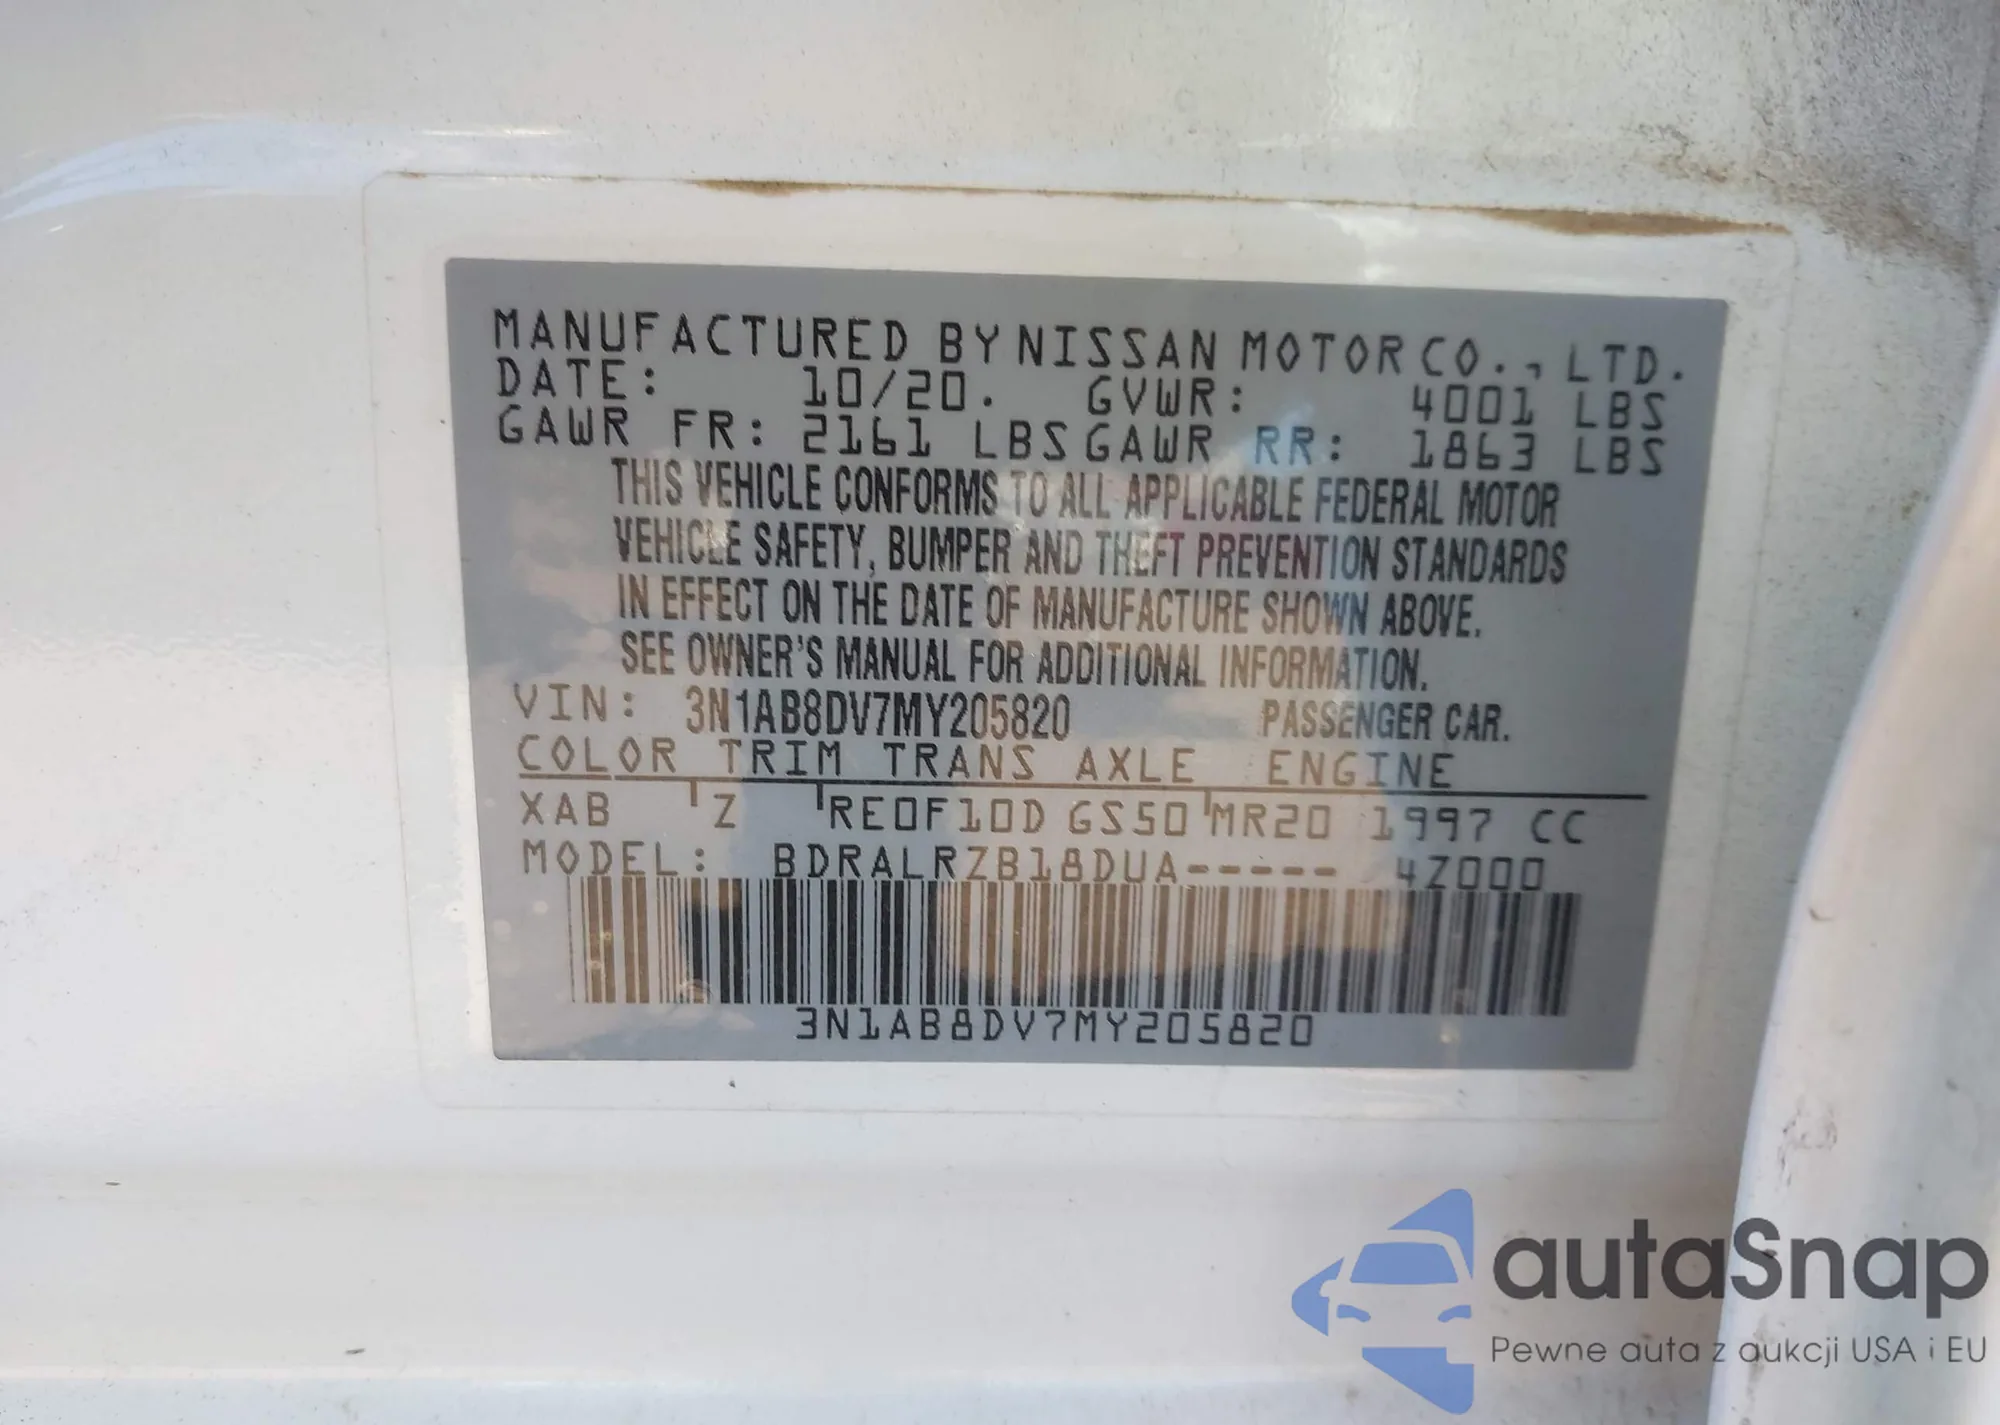 MANUFACTURED BY NISSAN MOTOR CO., LTD.
DATE: 10/20. GVWR: 4001 LBS
GAWR FR: 2161 LBS GAWR RR: 1863 LBS
THIS VEHICLE CONFORMS TO ALL APPLICABLE FEDERAL MOTOR
VEHICLE SAFETY, BUMPER AND THEFT PREVENTION STANDARDS
IN EFFECT ON THE DATE OF MANUFACTURE SHOWN ABOVE.
SEE OWNER'S MANUAL FOR ADDITIONAL INFORMATION.
VIN: 3N1AB8DV7MY205820 PASSENGER CAR.
COLOR TRIM TRANS AXLE ENGINE
XAB Z RE0F10D GS50 MR20 1997 CC
MODEL: BDRALRZB18DUA----- 4Z000
3N1AB8DV7MY205820
autaSnap
Pewne auta z aukcji USA i EU